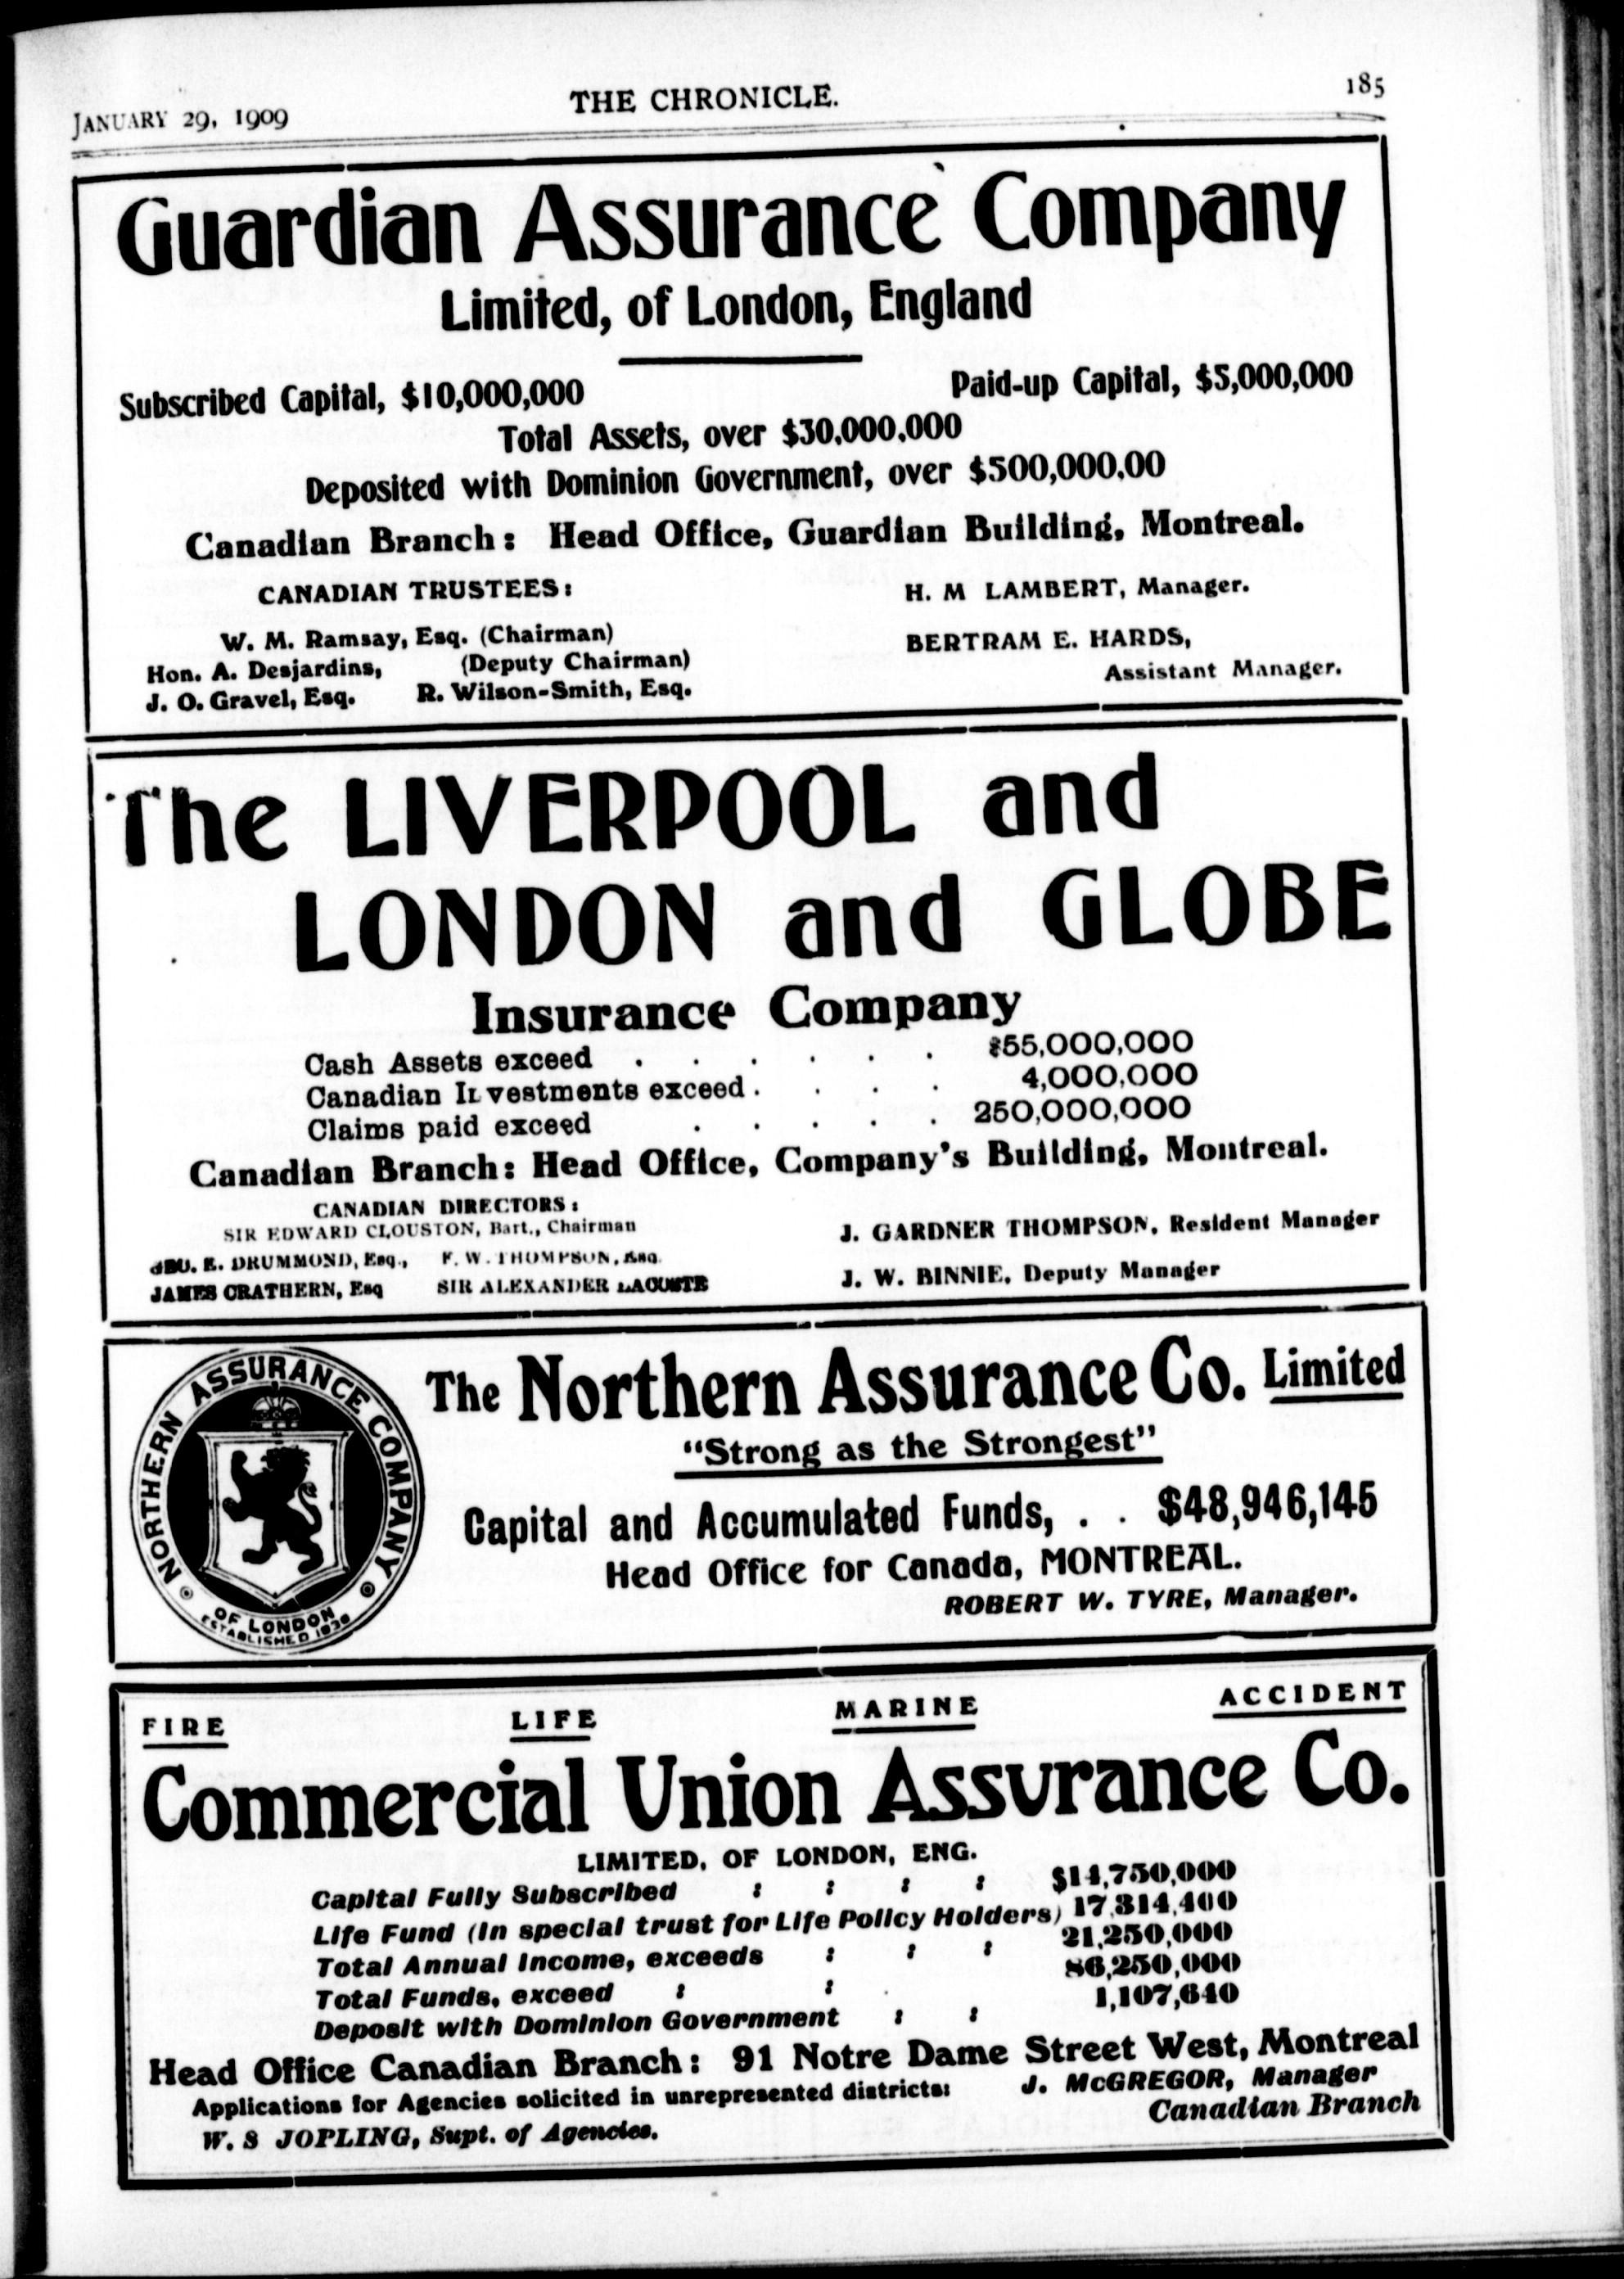 JANUARY 29, 1909
THE CHRONICLE.
185
Guardian Assurance Company
Limited, of London, England
Subscribed Capital, $10,000,000
Paid-up Capital, $5,000,000
Total Assets, over $30,000,000
Deposited with Dominion Government, over $500,000.00
Canadian Branch: Head Office, Guardian Building, Montreal.
CANADIAN TRUSTEES:
W. M. Ramsay, Esq. (Chairman)
Hon. A. Desjardins, (Deputy Chairman)
J. O. Gravel, Esq. R. Wilson-Smith, Esq.
H. M LAMBERT, Manager.
BERTRAM E. HARDS,
Assistant Manager.
The LIVERPOOL and
LONDON and GLOBE
Insurance Company
Cash Assets exceed . . . . . . $55,000,000
Canadian Investments exceed . . . . 4,000,000
Claims paid exceed . . . . . 250,000,000
Canadian Branch: Head Office, Company's Building, Montreal.
CANADIAN DIRECTORS:
SIR EDWARD CLOUSTON, Bart., Chairman
GEO. E. DRUMMOND, Esq., F. W. THOMPSON, Esq.
JAMES CRATHERN, Esq SIR ALEXANDER LACOSTE
J. GARDNER THOMPSON, Resident Manager
J. W. BINNIE, Deputy Manager
NORTHERN ASSURANCE COMPANY
OF LONDON
ESTABLISHED 1836
The Northern Assurance Co. Limited
"Strong as the Strongest"
Capital and Accumulated Funds, . . $48,946,145
Head Office for Canada, MONTREAL.
ROBERT W. TYRE, Manager.
FIRE LIFE MARINE ACCIDENT
Commercial Union Assurance Co.
LIMITED, OF LONDON, ENG.
Capital Fully Subscribed : : : : $14,750,000
Life Fund (In special trust for Life Policy Holders) 17,314,400
Total Annual Income, exceeds : : : 21,250,000
Total Funds, exceed : : 86,250,000
Deposit with Dominion Government : : 1,107,640
Head Office Canadian Branch: 91 Notre Dame Street West, Montreal
Applications for Agencies solicited in unrepresented districts:
J. McGREGOR, Manager
Canadian Branch
W. S JOPLING, Supt. of Agencies.